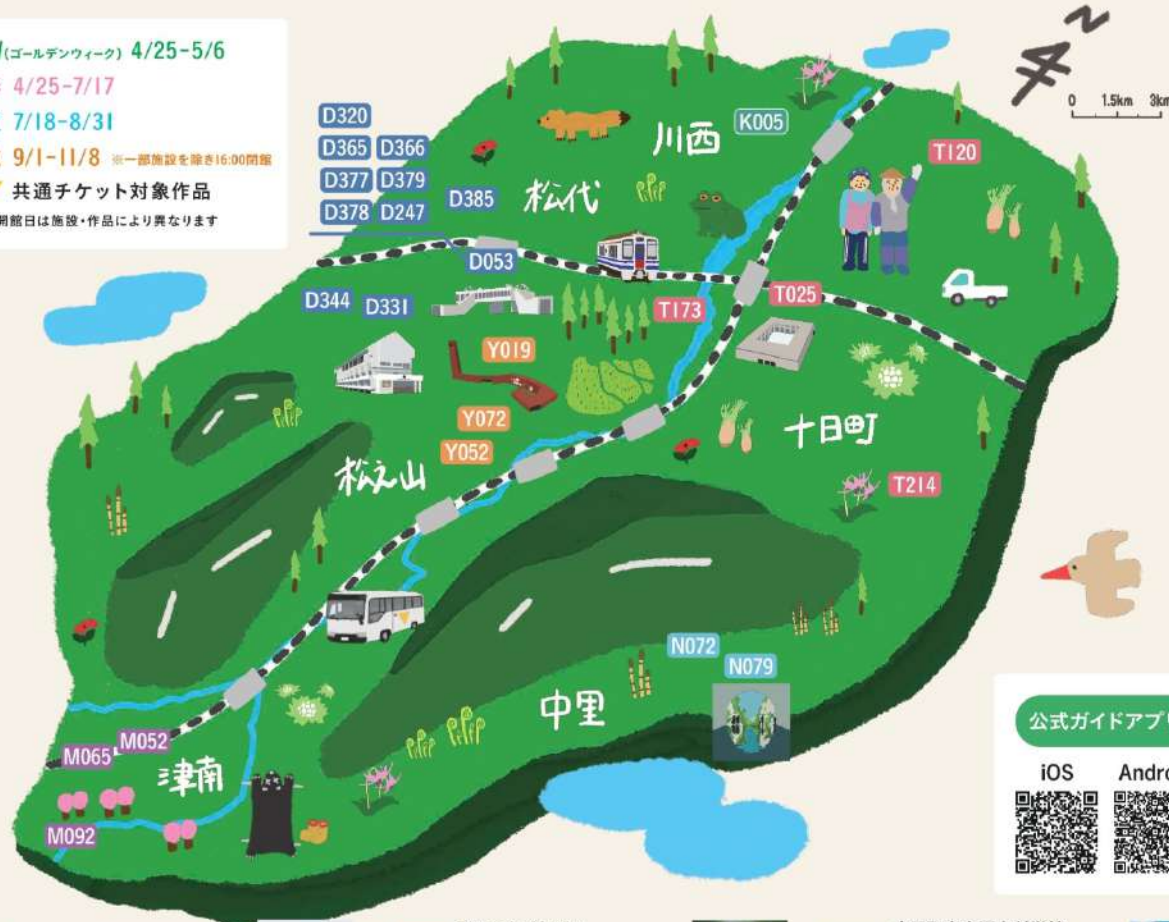 (ゴールデンウィーク) 4/25-5/6
4/25-7/17
7/18-8/31
9/1-11/8 ※一部施設を除き16:00閉館
共通チケット対象作品
開館日は施設・作品により異なります
N
0 1.5km 3km
D320
D365 D366
D377 D379
D378 D247
D385
川西
K005
T120
松代
D053
D344 D331
T173
T025
Y019
Y072
Y052
十日町
松之山
T214
N072
N079
中里
M065
M052
津南
M092
公式ガイドアプ
iOS
Andro